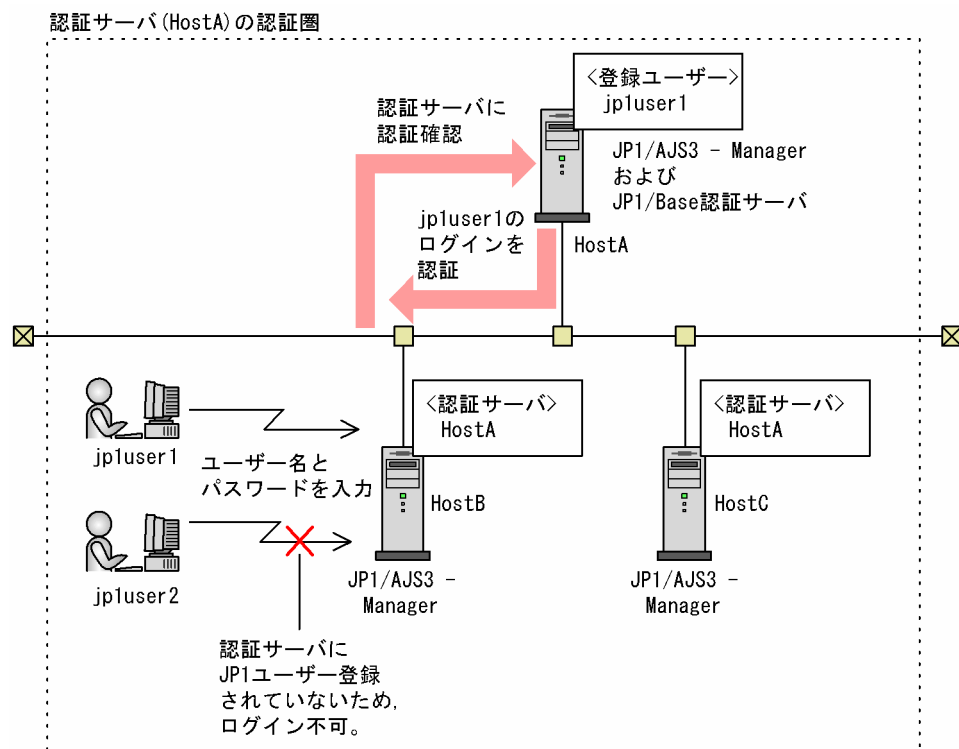 認証サーバ(HostA)の認証圏
<登録ユーザー>
jp1user1
認証サーバに
認証確認
JP1/AJS3 - Manager
および
JP1/Base認証サーバ
jp1user1の
ログインを
認証
HostA
<認証サーバ>
HostA
<認証サーバ>
HostA
jp1user1
ユーザー名と
パスワードを入力
HostB
HostC
jp1user2
JP1/AJS3 -
Manager
JP1/AJS3 -
Manager
認証サーバに
JP1ユーザー登録
されていないため,
ログイン不可。